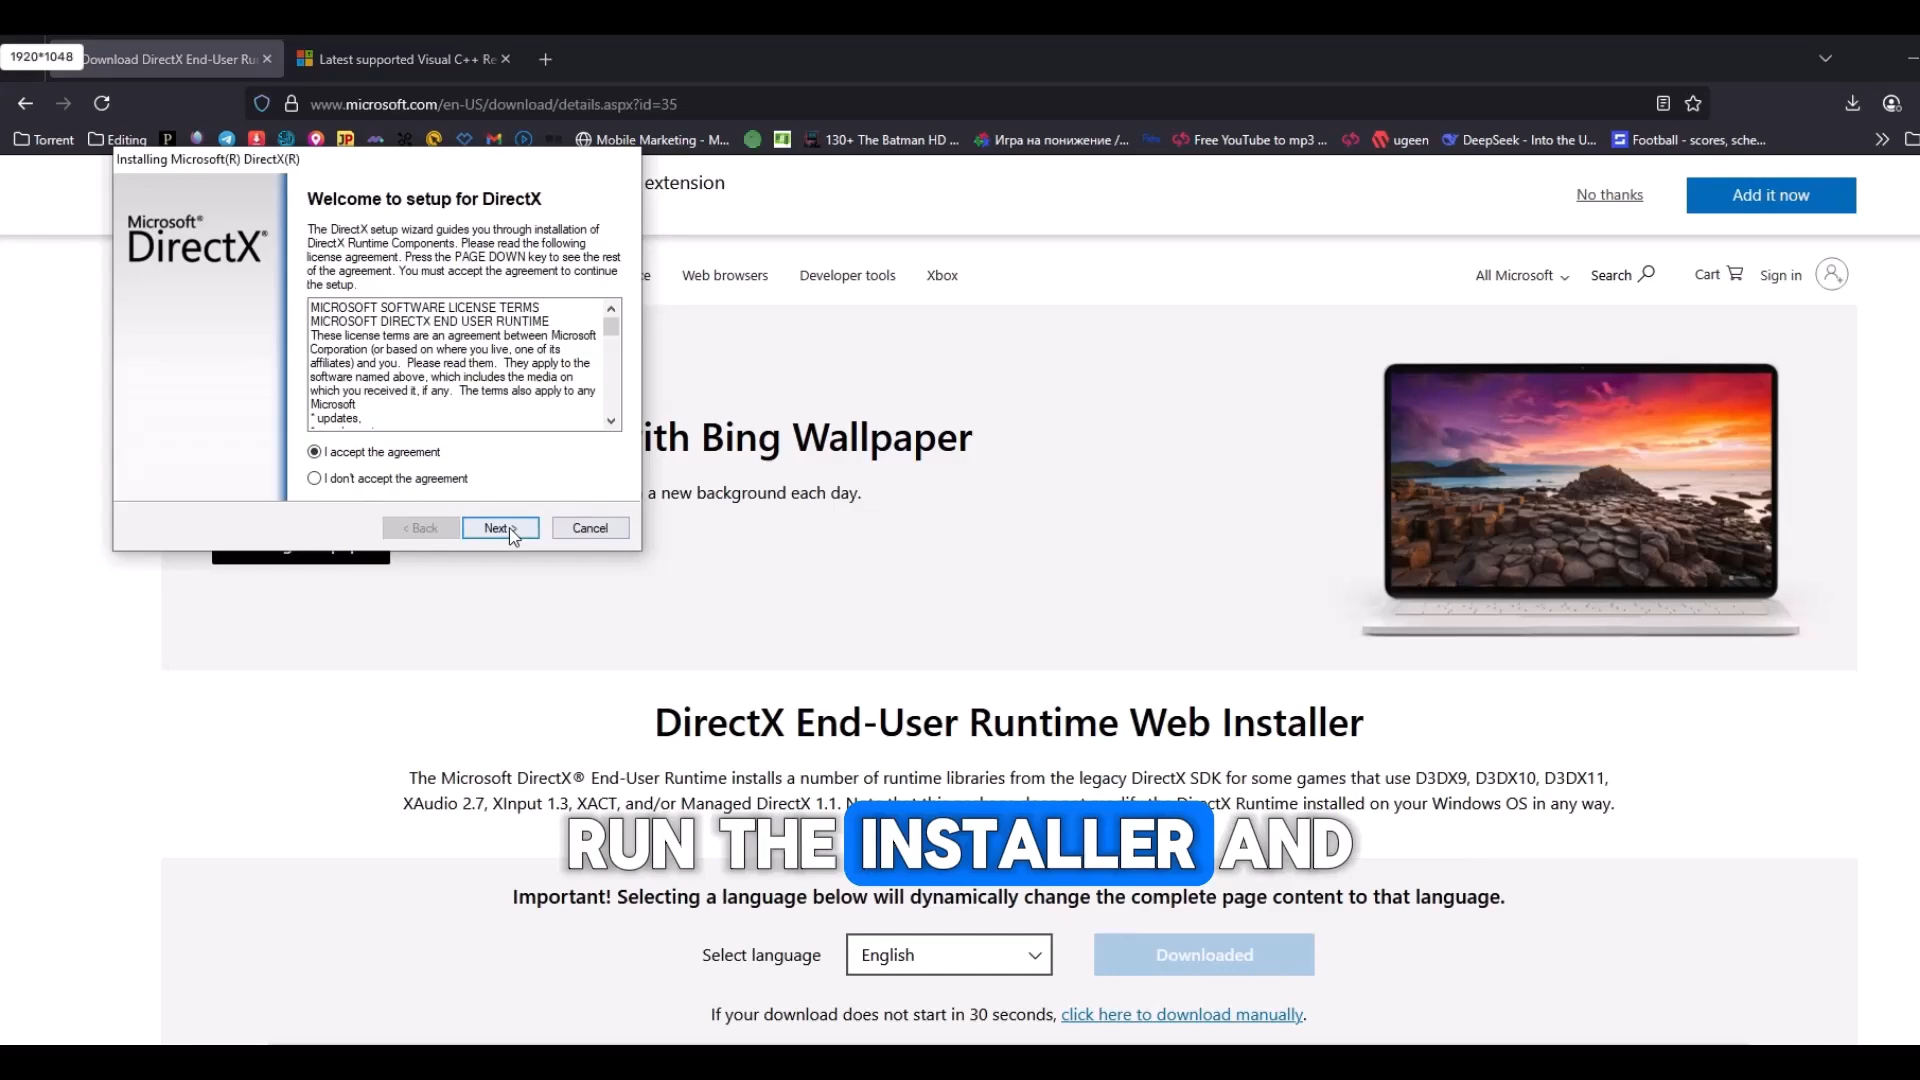 1920*1048
Download DirectX End-User Ru
Latest supported Visual C++ Re
www.microsoft.com/en-US/download/details.aspx?id=35
Torrent
Editing
Mobile Marketing - M...
130+ The Batman HD ...
Игра на понижение /...
Free YouTube to mp3 ...
ugeen
DeepSeek - Into the U...
Football - scores, sche...
Installing Microsoft(R) DirectX(R)
Microsoft®
DirectX®
Welcome to setup for DirectX
The DirectX setup wizard guides you through installation of
DirectX Runtime Components. Please read the following
license agreement. Press the PAGE DOWN key to see the rest
of the agreement. You must accept the agreement to continue
the setup.
MICROSOFT SOFTWARE LICENSE TERMS
MICROSOFT DIRECTX END USER RUNTIME
These license terms are an agreement between Microsoft
Corporation (or based on where you live, one of its
affiliates) and you. Please read them. They apply to the
software named above, which includes the media on
which you received it, if any. The terms also apply to any
Microsoft
* updates,
I accept the agreement
I don't accept the agreement
< Back
Next >
Cancel
extension
No thanks
Add it now
Web browsers
Developer tools
Xbox
All Microsoft
Search
Cart
Sign in
with Bing Wallpaper
a new background each day.
DirectX End-User Runtime Web Installer
The Microsoft DirectX® End-User Runtime installs a number of runtime libraries from the legacy DirectX SDK for some games that use D3DX9, D3DX10, D3DX11,
XAudio 2.7, XInput 1.3, XACT, and/or Managed DirectX 1.1. DirectX Runtime installed on your Windows OS in any way.
RUN THE INSTALLER AND
Important! Selecting a language below will dynamically change the complete page content to that language.
Select language
English
Downloaded
If your download does not start in 30 seconds, click here to download manually.